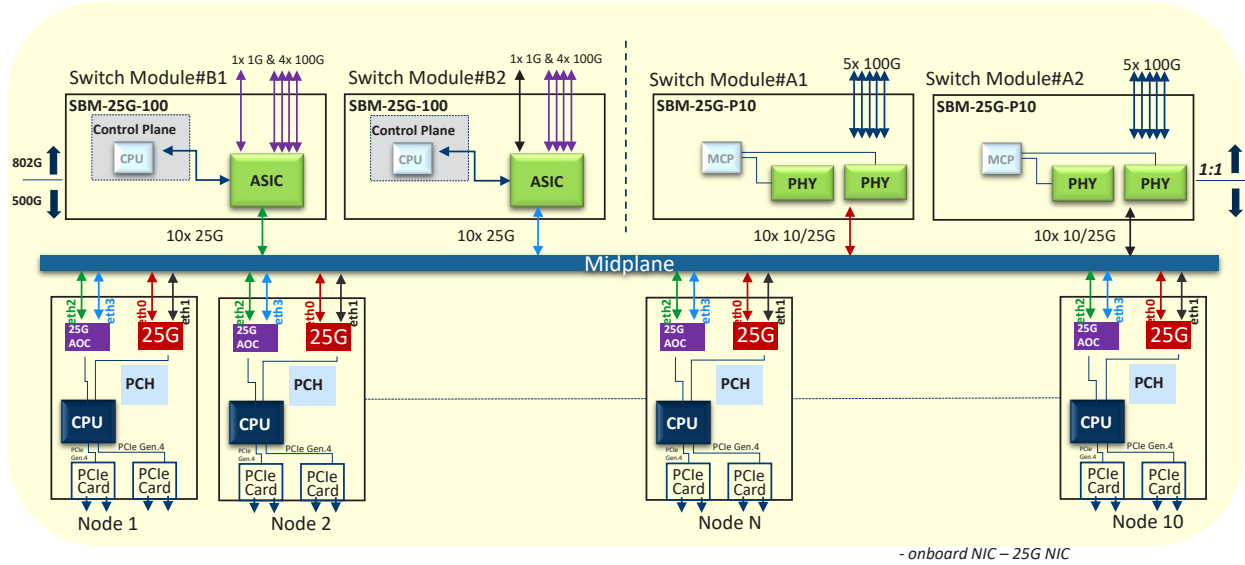 1x 1G & 4x 100G
1x 1G & 4x 100G
5x 100G
5x 100G
Switch Module#B1
Switch Module#B2
Switch Module#A1
Switch Module#A2
SBM-25G-100
SBM-25G-100
SBM-25G-P10
SBM-25G-P10
Control Plane
CPU
ASIC
Control Plane
CPU
ASIC
MCP
PHY
PHY
MCP
PHY
PHY
802G
500G
1:1
10x 25G
10x 25G
10x 10/25G
10x 10/25G
Midplane
eth2
eth3
eth0
eth1
25G
AOC
25G
PCH
CPU
PCIe
Gen.4
PCIe Gen.4
PCIe
Card
PCIe
Card
Node 1
eth2
eth3
eth0
eth1
25G
AOC
25G
PCH
CPU
PCIe
Gen.4
PCIe Gen.4
PCIe
Card
PCIe
Card
Node 2
eth2
eth3
eth0
eth1
25G
AOC
25G
PCH
CPU
PCIe
Gen.4
PCIe Gen.4
PCIe
Card
PCIe
Card
Node N
eth2
eth3
eth0
eth1
25G
AOC
25G
PCH
CPU
PCIe
Gen.4
PCIe Gen.4
PCIe
Card
PCIe
Card
Node 10
- onboard NIC – 25G NIC